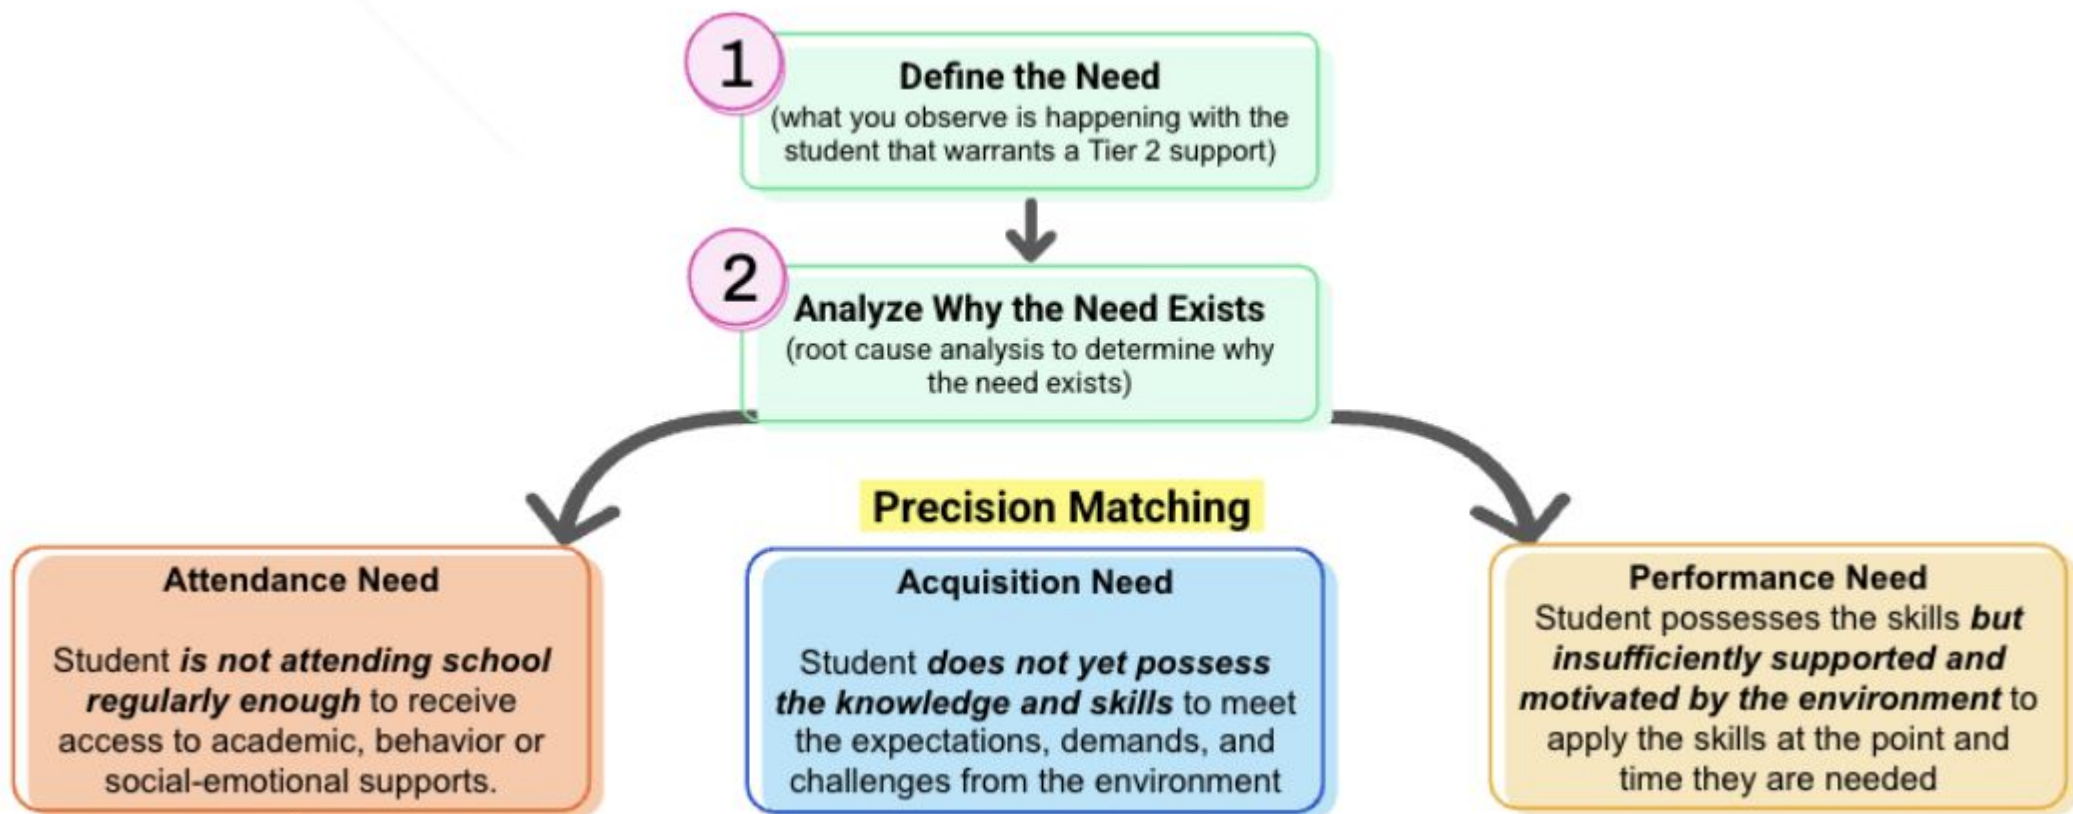 1
Define the Need
(what you observe is happening with the
student that warrants a Tier 2 support)
2
Analyze Why the Need Exists
(root cause analysis to determine why
the need exists)
Precision Matching
Attendance Need
Student is not attending school
regularly enough to receive
access to academic, behavior or
social-emotional supports.
Acquisition Need
Student does not yet possess
the knowledge and skills to meet
the expectations, demands, and
challenges from the environment
Performance Need
Student possesses the skills but
insufficiently supported and
motivated by the environment to
apply the skills at the point and
time they are needed